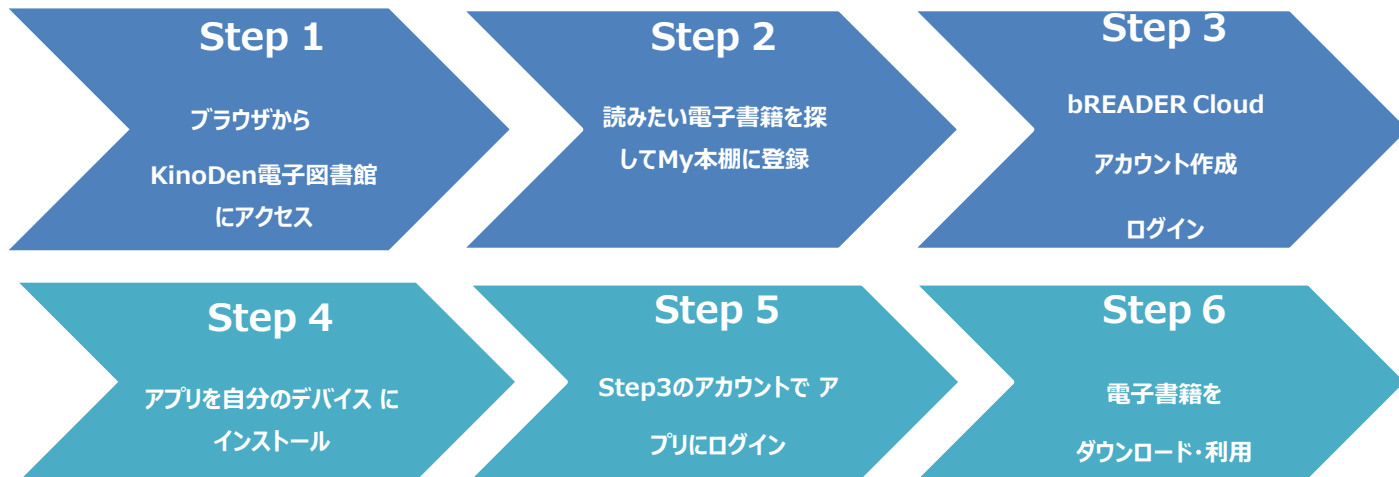 Step 1
ブラウザから
KinoDen電子図書館
にアクセス
Step 2
読みたい電子書籍を探
してMy本棚に登録
Step 3
bREADER Cloud
アカウント作成
ログイン
Step 4
アプリを自分のデバイス に
インストール
Step 5
Step3のアカウントで ア
プリにログイン
Step 6
電子書籍を
ダウンロード・利用